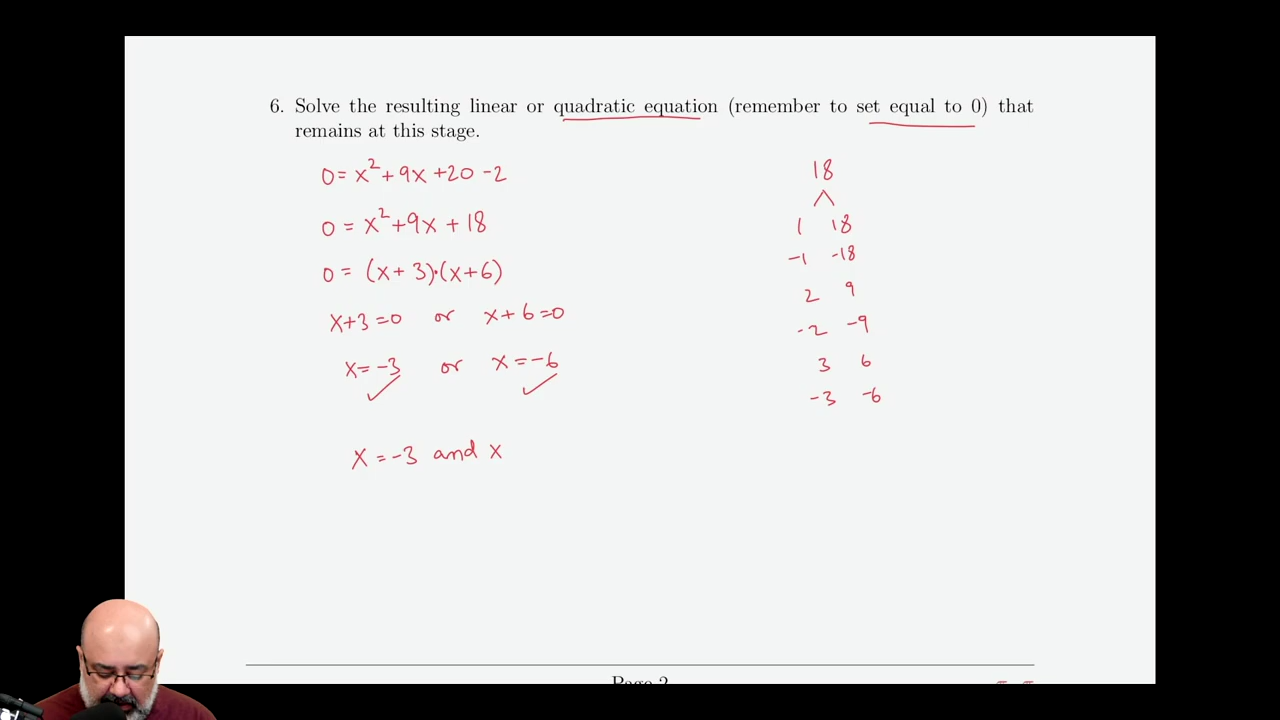 6. Solve the resulting linear or quadratic equation (remember to set equal to 0) that
remains at this stage.
0 = x² + 9x + 20 - 2
0 = x² + 9x + 18
0 = (x + 3)·(x + 6)
x + 3 = 0 or x + 6 = 0
x = -3 or x = -6
x = -3 and x
18
1 18
-1 -18
2 9
-2 -9
3 6
-3 -6
Page 2